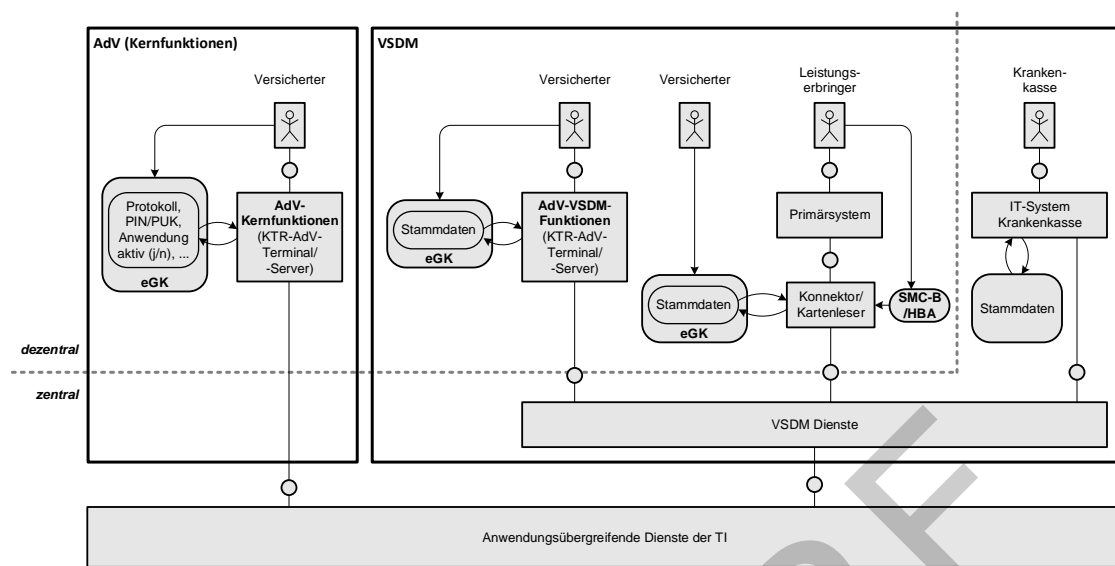 AdV (Kernfunktionen)
Versicherter
Protokoll,
PIN/PUK,
Anwendung
aktiv (j/n), ...
eGK
AdV-
Kernfunktionen
(KTR-AdV-
Terminal/
-Server)
VSDM
Versicherter
Stammdaten
eGK
AdV-VSDM-
Funktionen
(KTR-AdV-
Terminal/
-Server)
Versicherter
Stammdaten
eGK
Leistungs-
erbringer
Primärsystem
Konnektor/
Kartenleser
SMC-B
/HBA
Kranken-
kasse
IT-System
Krankenkasse
Stammdaten
dezentral
zentral
VSDM Dienste
Anwendungsübergreifende Dienste der TI